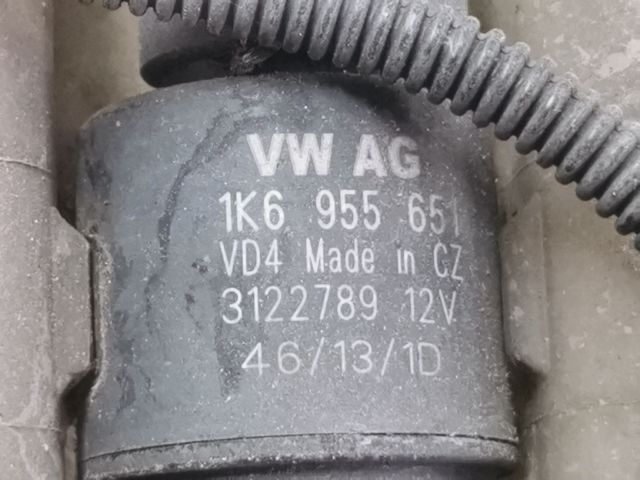 VW AG
1K6 955 651
VD4 Made in CZ
3122789 12V
46/13/1D